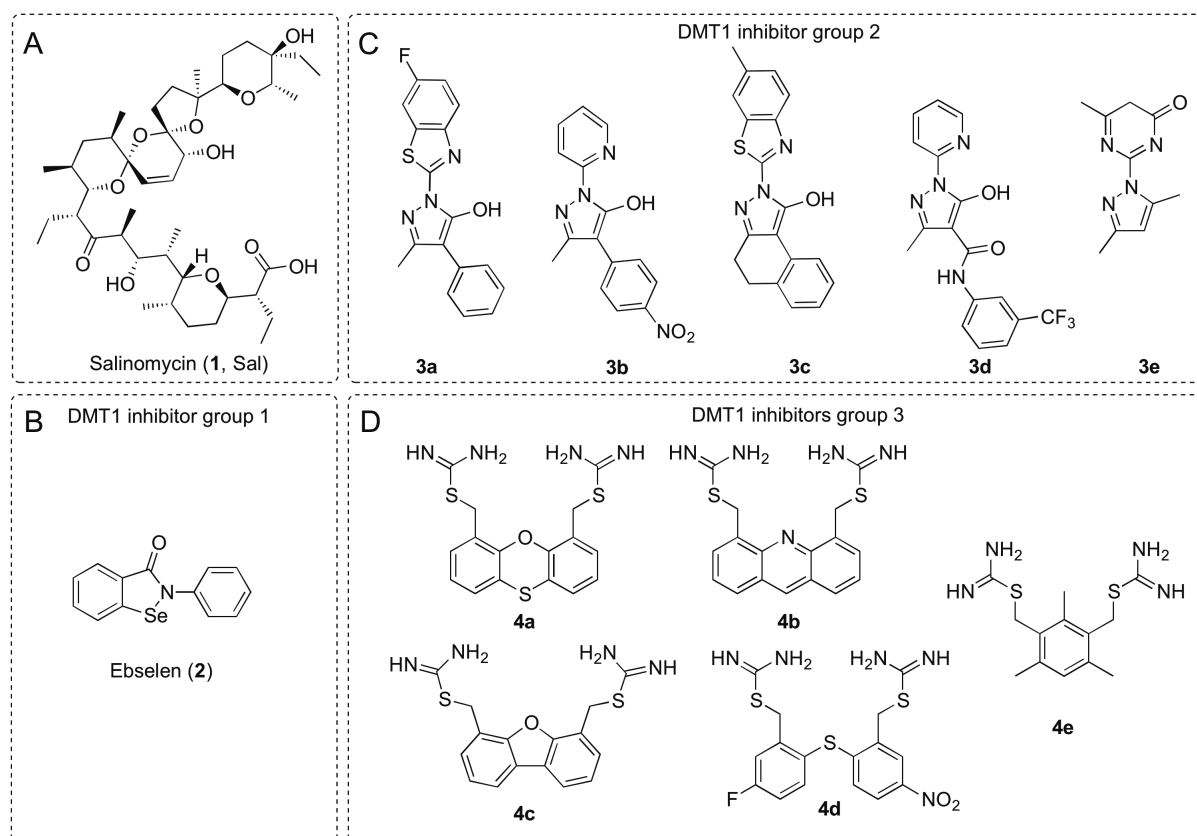 A
OH
O
O
O
OH
O
O
HO
H
O
O
OH
Salinomycin (1, Sal)
B
DMT1 inhibitor group 1
O
N
Se
Ebselen (2)
C
DMT1 inhibitor group 2
F
S
N
N
N
OH
3a
N
N
N
OH
NO2
3b
S
N
N
N
OH
3c
N
N
N
OH
O
HN
CF3
3d
O
N
N
N
N
3e
D
DMT1 inhibitors group 3
HN
NH2
S
H2N
NH
S
O
S
4a
HN
NH2
S
H2N
NH
S
N
4b
HN
NH2
S
H2N
NH
S
O
4c
HN
NH2
S
H2N
NH
S
S
F
NO2
4d
NH2
HN
S
NH2
S
NH
4e